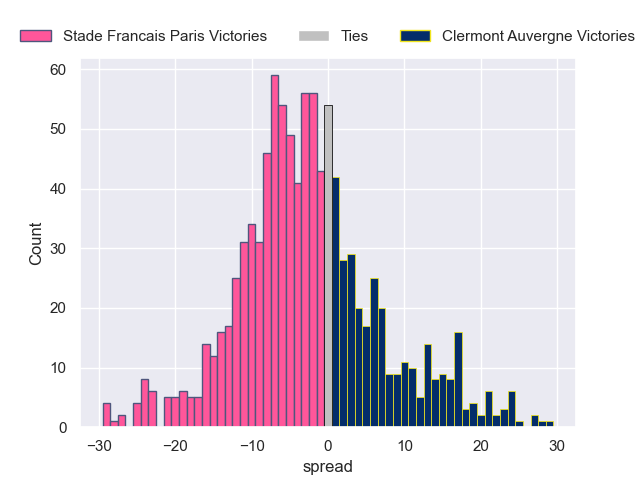 Stade Francais Paris Victories Ties Clermont Auvergne Victories
60
50
40
30
20
10
0
Count
−30 −20 −10 0 10 20 30
spread